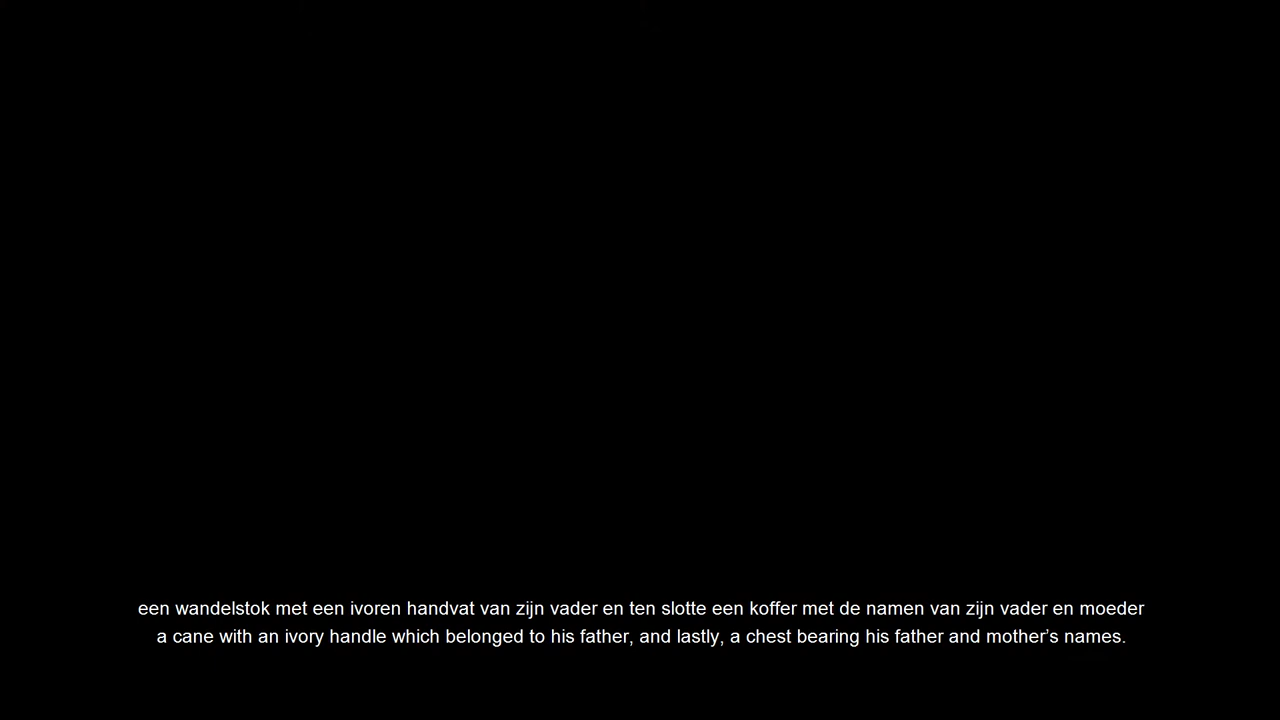 een wandelstok met een ivoren handvat van zijn vader en ten slotte een koffer met de namen van zijn vader en moeder
a cane with an ivory handle which belonged to his father, and lastly, a chest bearing his father and mother’s names.